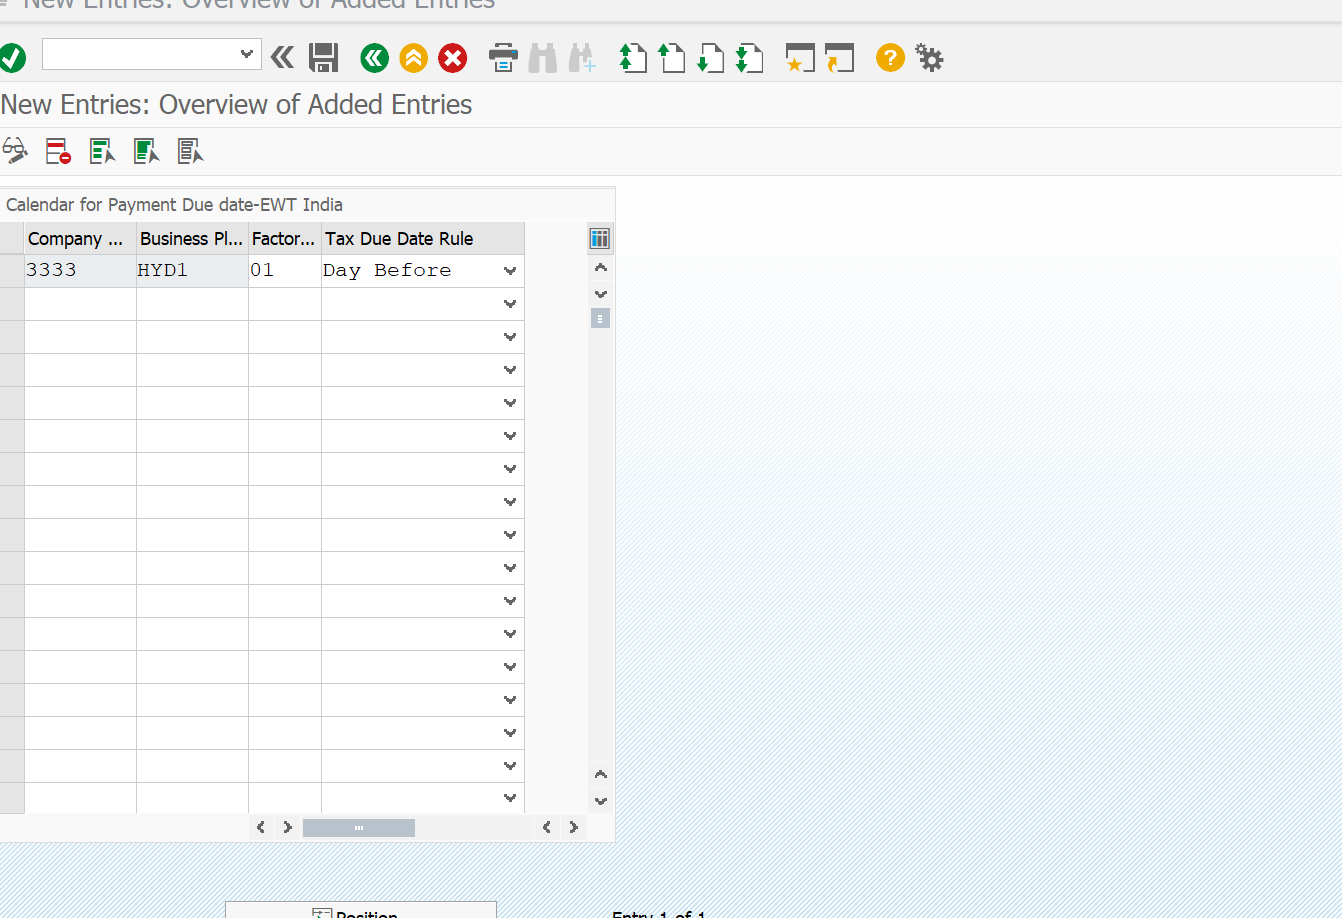 New Entries: Overview of Added Entries
New Entries: Overview of Added Entries
Calendar for Payment Due date-EWT India
Company ... Business Pl... Factor... Tax Due Date Rule
3333 HYD1 01 Day Before
Position...
Entry 1 of 1